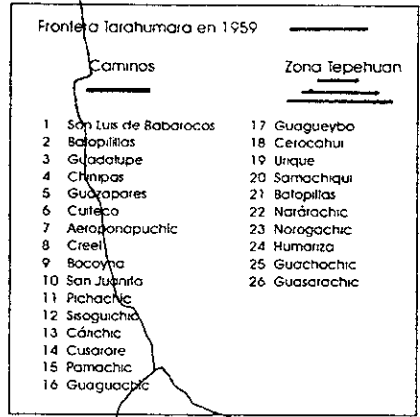 Frontera Tarahumara en 1959
Caminos
Zona Tepehuan
1 San Luis de Babarocos
2 Batopilillas
3 Guadalupe
4 Chinipas
5 Guazapares
6 Cuiteco
7 Aeroponapuchic
8 Creel
9 Bocoyna
10 San Juanito
11 Pichachic
12 Sisoguichic
13 Cárichic
14 Cusarare
15 Pamachic
16 Guaguachic
17 Guagueybo
18 Cerocahui
19 Urique
20 Samachiqui
21 Batopillas
22 Narárachic
23 Norogachic
24 Humariza
25 Guachochic
26 Guasarachic